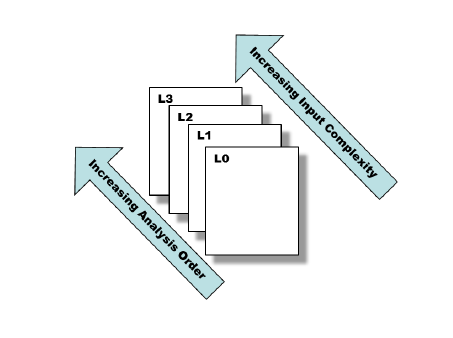 Increasing Input Complexity
L3
L2
L1
L0
Increasing Analysis Order